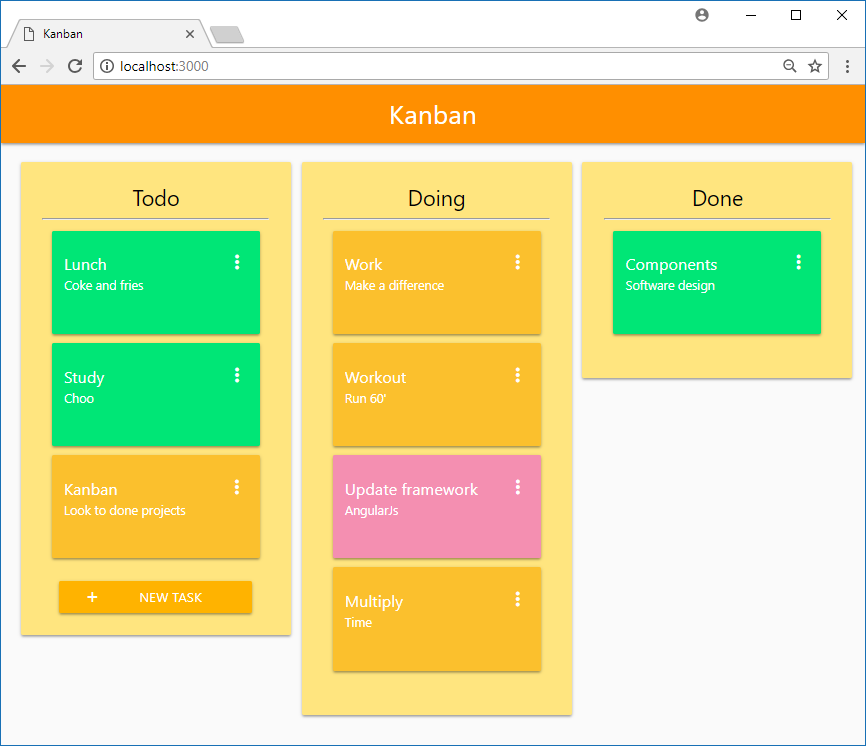 Kanban
localhost:3000
Kanban
Todo
Lunch
Coke and fries
Study
Choo
Kanban
Look to done projects
+ NEW TASK
Doing
Work
Make a difference
Workout
Run 60'
Update framework
AngularJs
Multiply
Time
Done
Components
Software design